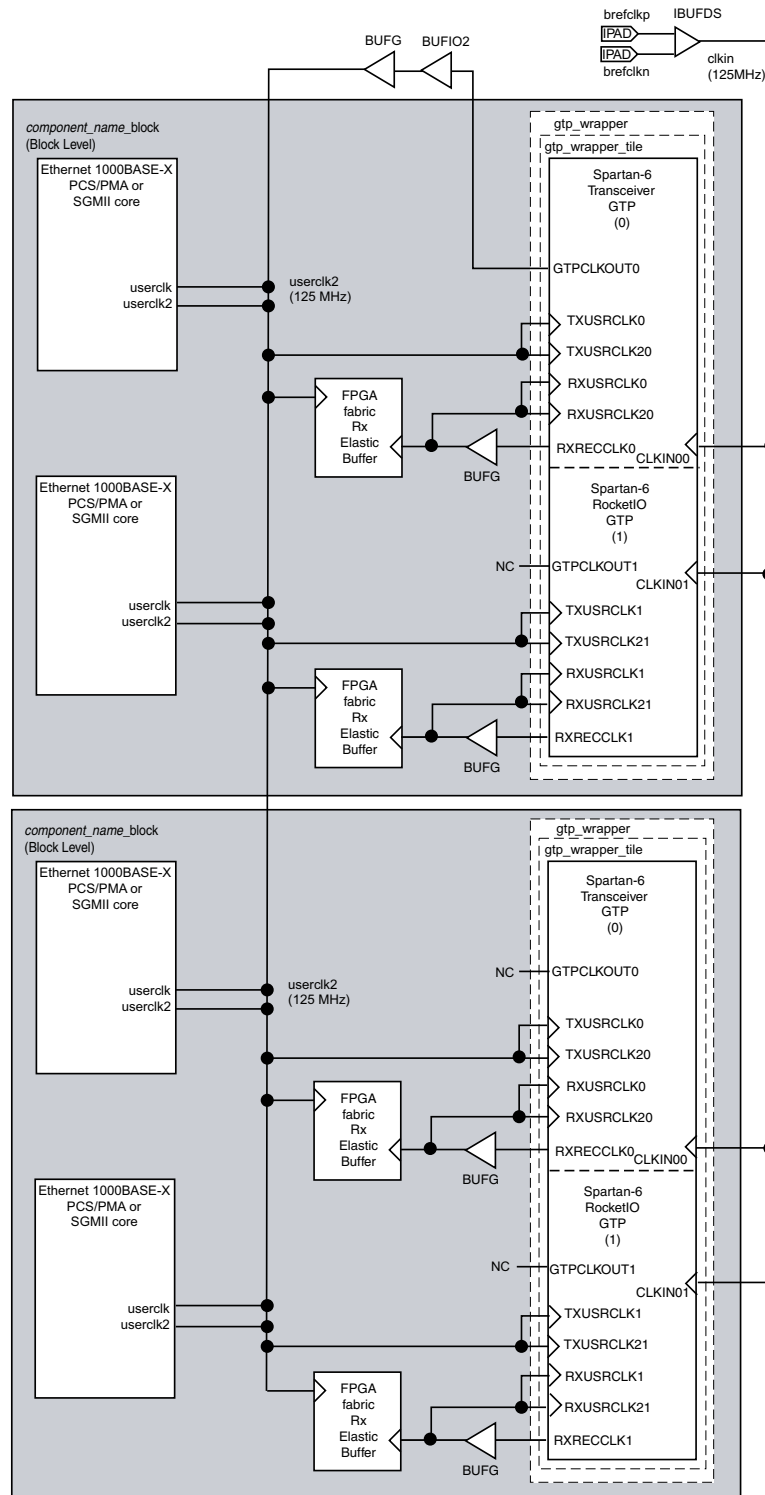 brefclkp
IPAD
IPAD
brefclkn
IBUFDS
clkin
(125MHz)
BUFG
BUFIO2
component_name_block
(Block Level)
Ethernet 1000BASE-X
PCS/PMA or
SGMII core
userclk
userclk2
userclk2
(125 MHz)
FPGA
fabric
Rx
Elastic
Buffer
BUFG
gtp_wrapper
gtp_wrapper_tile
Spartan-6
Transceiver
GTP
(0)
GTPCLKOUT0
TXUSRCLK0
TXUSRCLK20
RXUSRCLK0
RXUSRCLK20
RXRECCLK0
CLKIN00
Ethernet 1000BASE-X
PCS/PMA or
SGMII core
userclk
userclk2
FPGA
fabric
Rx
Elastic
Buffer
BUFG
Spartan-6
RocketIO
GTP
(1)
NC
GTPCLKOUT1
CLKIN01
TXUSRCLK1
TXUSRCLK21
RXUSRCLK1
RXUSRCLK21
RXRECCLK1
component_name_block
(Block Level)
Ethernet 1000BASE-X
PCS/PMA or
SGMII core
userclk
userclk2
userclk2
(125 MHz)
FPGA
fabric
Rx
Elastic
Buffer
BUFG
gtp_wrapper
gtp_wrapper_tile
Spartan-6
Transceiver
GTP
(0)
NC
GTPCLKOUT0
TXUSRCLK0
TXUSRCLK20
RXUSRCLK0
RXUSRCLK20
RXRECCLK0
CLKIN00
Ethernet 1000BASE-X
PCS/PMA or
SGMII core
userclk
userclk2
FPGA
fabric
Rx
Elastic
Buffer
BUFG
Spartan-6
RocketIO
GTP
(1)
NC
GTPCLKOUT1
CLKIN01
TXUSRCLK1
TXUSRCLK21
RXUSRCLK1
RXUSRCLK21
RXRECCLK1